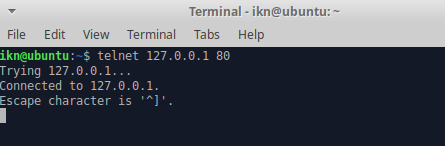 Terminal - ikn@ubuntu: ~
File Edit View Terminal Tabs Help
ikn@ubuntu:~$ telnet 127.0.0.1 80
Trying 127.0.0.1...
Connected to 127.0.0.1.
Escape character is '^]'.